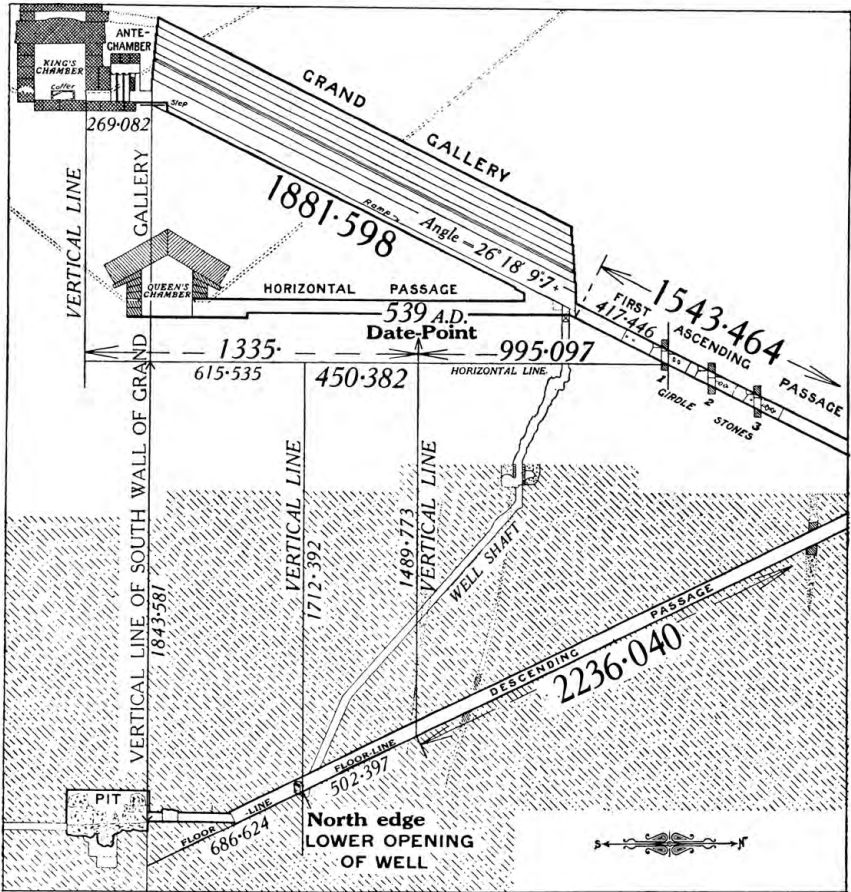 ANTE-
CHAMBER
KING'S
CHAMBER
Coffer
Step
269·082
GRAND
GALLERY
1881·598
Ramp
Angle = 26° 18' 9"·7+
VERTICAL LINE
VERTICAL LINE OF SOUTH WALL OF GRAND GALLERY
QUEEN'S
CHAMBER
HORIZONTAL PASSAGE
539 A.D.
Date-Point
1543·464
417·446
FIRST
ASCENDING
PASSAGE
1335·
995·097
615·535
450·382
HORIZONTAL LINE
1
2
3
GIRDLE STONES
VERTICAL LINE
1712·392
1489·773
VERTICAL LINE
WELL SHAFT
1843·581
DESCENDING PASSAGE
2236·040
FLOOR-LINE
502·397
PIT
FLOOR-LINE
686·624
North edge
LOWER OPENING
OF WELL
S
N